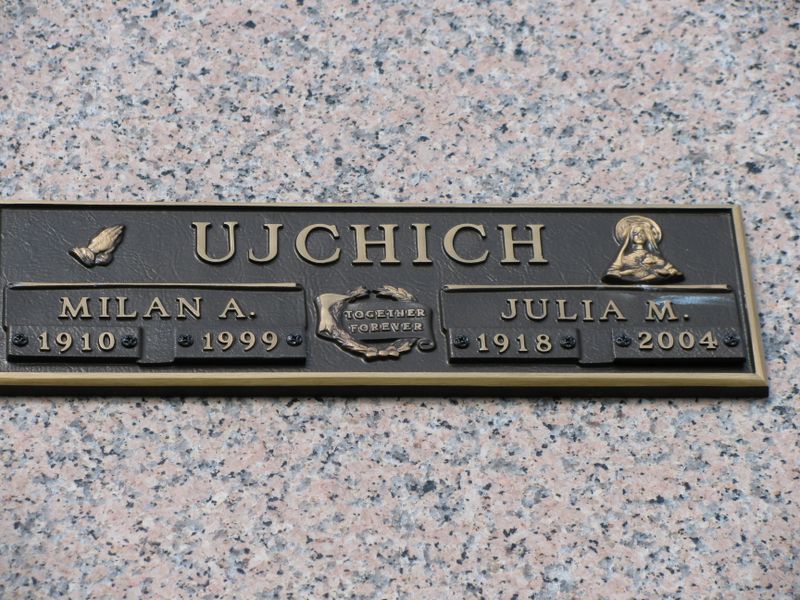 UJCHICH
MILAN A.
1910 1999
TOGETHER
FOREVER
JULIA M.
1918 2004